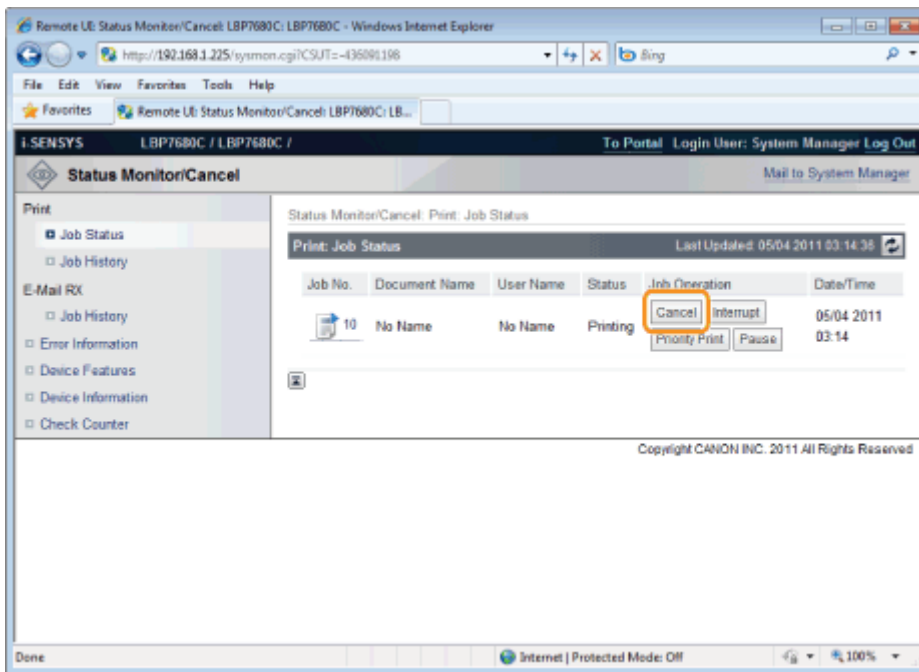 Remote UI: Status Monitor/Cancel: LBP7680C: LBP7680C - Windows Internet Explorer
http://192.168.1.225/sysmon.cgi?CSUT=-436091198
Bing
File Edit View Favorites Tools Help
Favorites
Remote UI: Status Monitor/Cancel: LBP7680C: LB...
i-SENSYS LBP7680C / LBP7680C / To Portal Login User: System Manager Log Out
Status Monitor/Cancel Mail to System Manager
Print
Job Status
Job History
E-Mail RX
Job History
Error Information
Device Features
Device Information
Check Counter
Status Monitor/Cancel: Print: Job Status
Print: Job Status Last Updated: 05/04 2011 03:14:36
Job No. Document Name User Name Status Job Operation Date/Time
10 No Name No Name Printing Cancel Interrupt 05/04 2011
Priority Print Pause 03:14
Copyright CANON INC. 2011 All Rights Reserved
Done Internet | Protected Mode: Off 100%